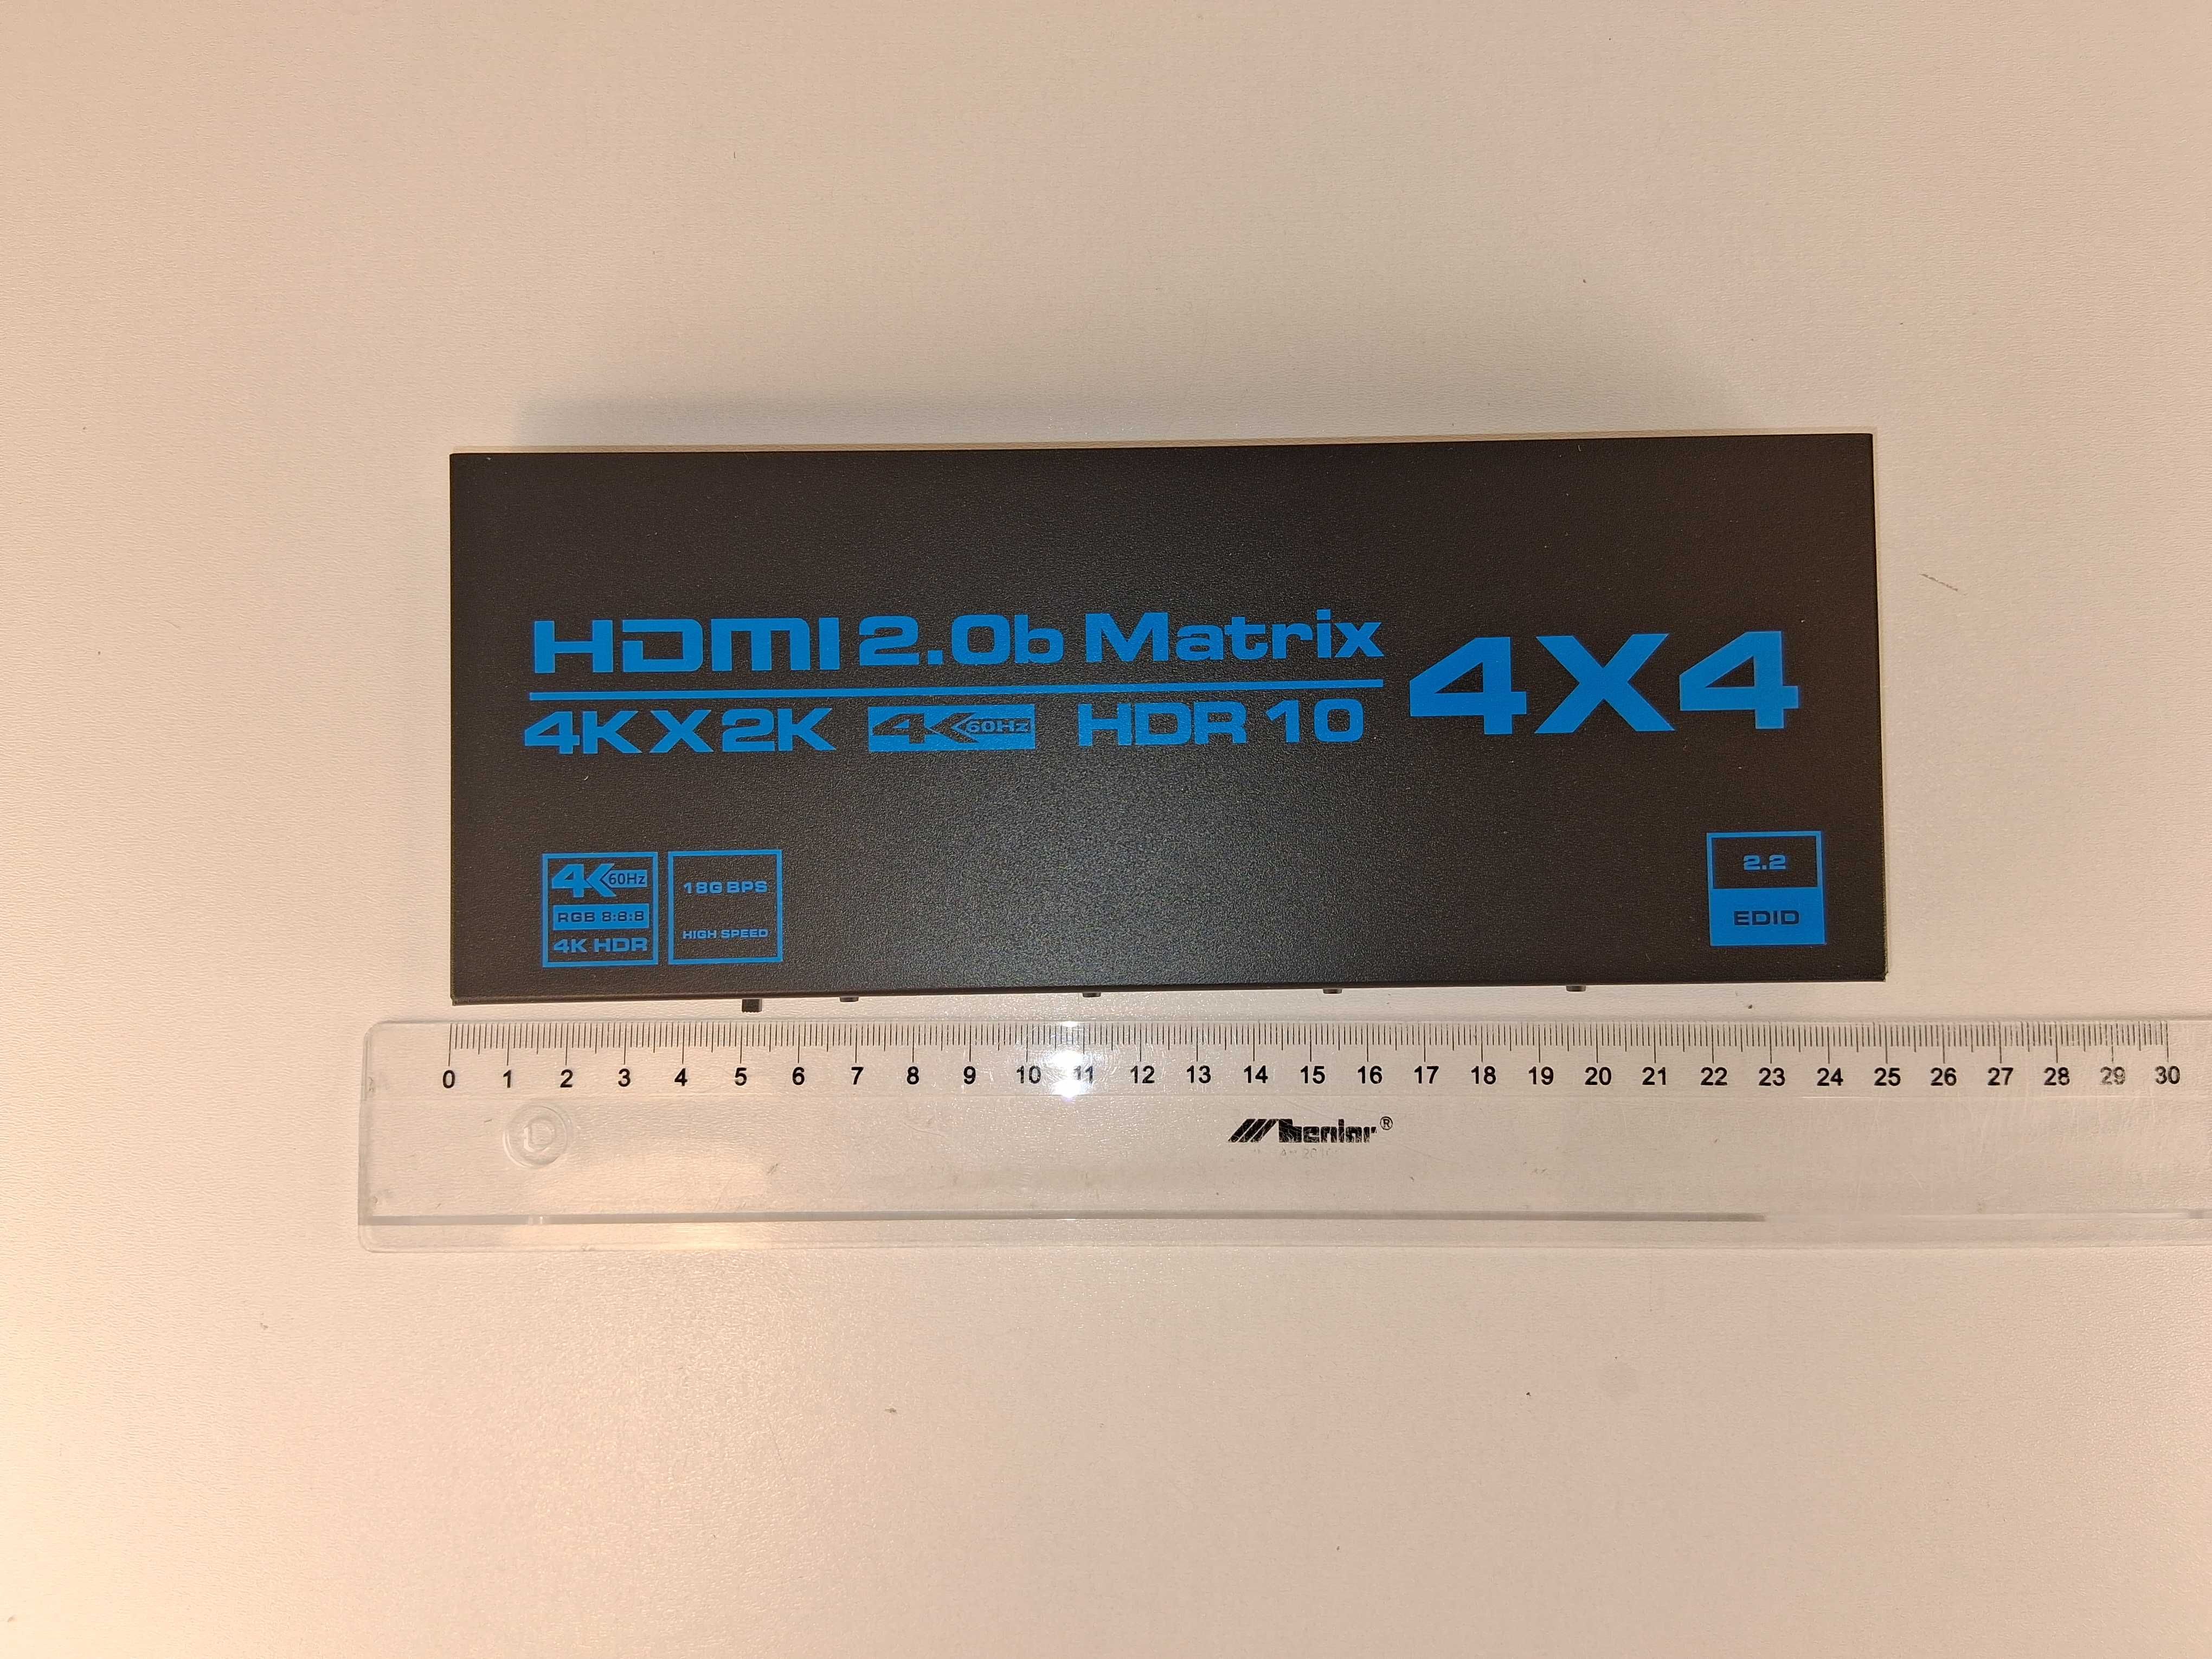 HDMI 2.0b Matrix 4X4
4K X 2K 4K 60Hz HDR 10
4K 60Hz
RGB 8:8:8
4K HDR
18G BPS
HIGH SPEED
2.2
EDID
0 1 2 3 4 5 6 7 8 9 10 11 12 13 14 15 16 17 18 19 20 21 22 23 24 25 26 27 28 29 30